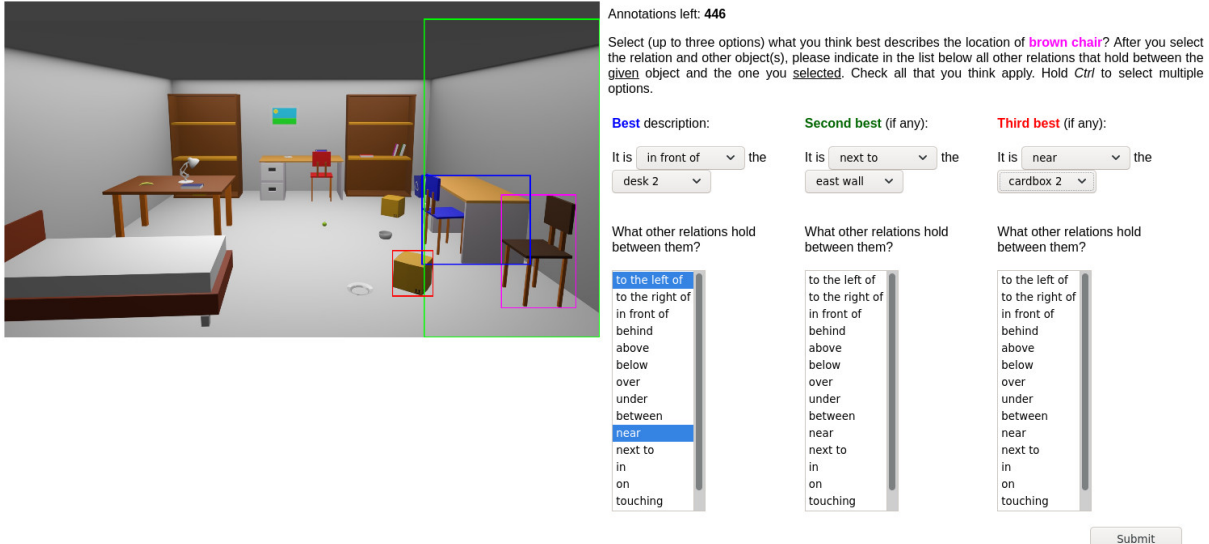 Annotations left: 446
Select (up to three options) what you think best describes the location of brown chair? After you select
the relation and other object(s), please indicate in the list below all other relations that hold between the
given object and the one you selected. Check all that you think apply. Hold Ctrl to select multiple
options.
Best description:
It is in front of the
desk 2
What other relations hold
between them?
to the left of
to the right of
in front of
behind
above
below
over
under
between
near
next to
in
on
touching
Second best (if any):
It is next to the
east wall
What other relations hold
between them?
to the left of
to the right of
in front of
behind
above
below
over
under
between
near
next to
in
on
touching
Third best (if any):
It is near the
cardbox 2
What other relations hold
between them?
to the left of
to the right of
in front of
behind
above
below
over
under
between
near
next to
in
on
touching
Submit